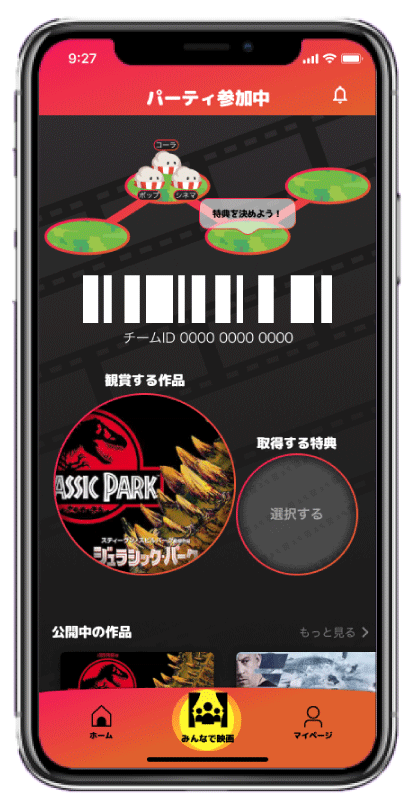 9:27
パーティ参加中
コーラ
ポップ
シネマ
特典を決めよう！
チームID 0000 0000 0000
観賞する作品
取得する特典
ASSIC PARK
スティーブン・スピルバーグ
ジュラシック・パーク
選択する
公開中の作品
もっと見る
ホーム
みんなで映画
マイページ